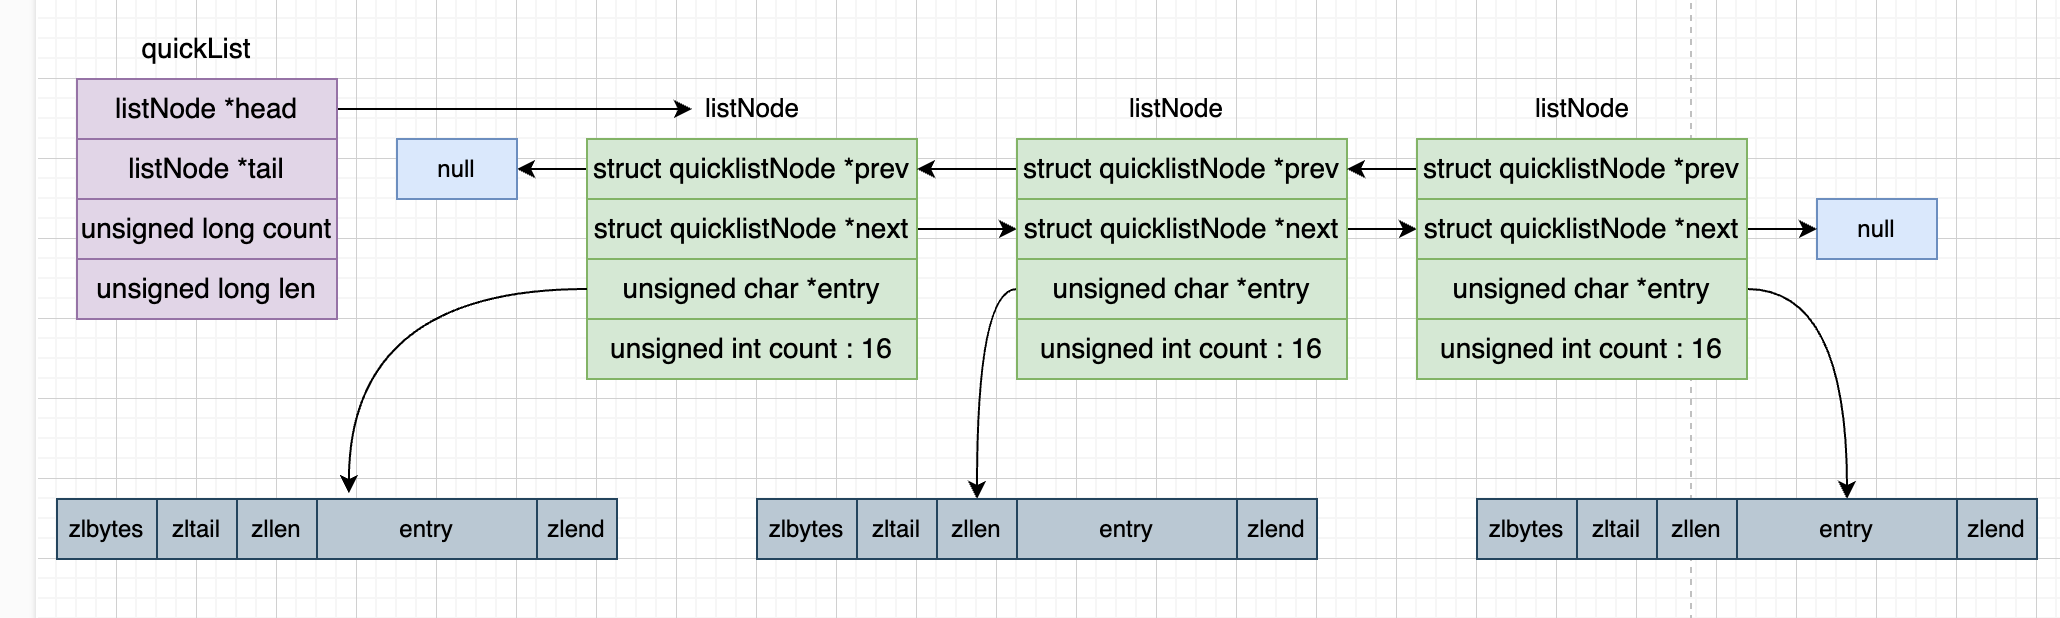 quickList
listNode *head
listNode *tail
unsigned long count
unsigned long len
null
listNode
struct quicklistNode *prev
struct quicklistNode *next
unsigned char *entry
unsigned int count : 16
listNode
struct quicklistNode *prev
struct quicklistNode *next
unsigned char *entry
unsigned int count : 16
listNode
struct quicklistNode *prev
struct quicklistNode *next
unsigned char *entry
unsigned int count : 16
null
zlbytes zltail zllen entry zlend
zlbytes zltail zllen entry zlend
zlbytes zltail zllen entry zlend